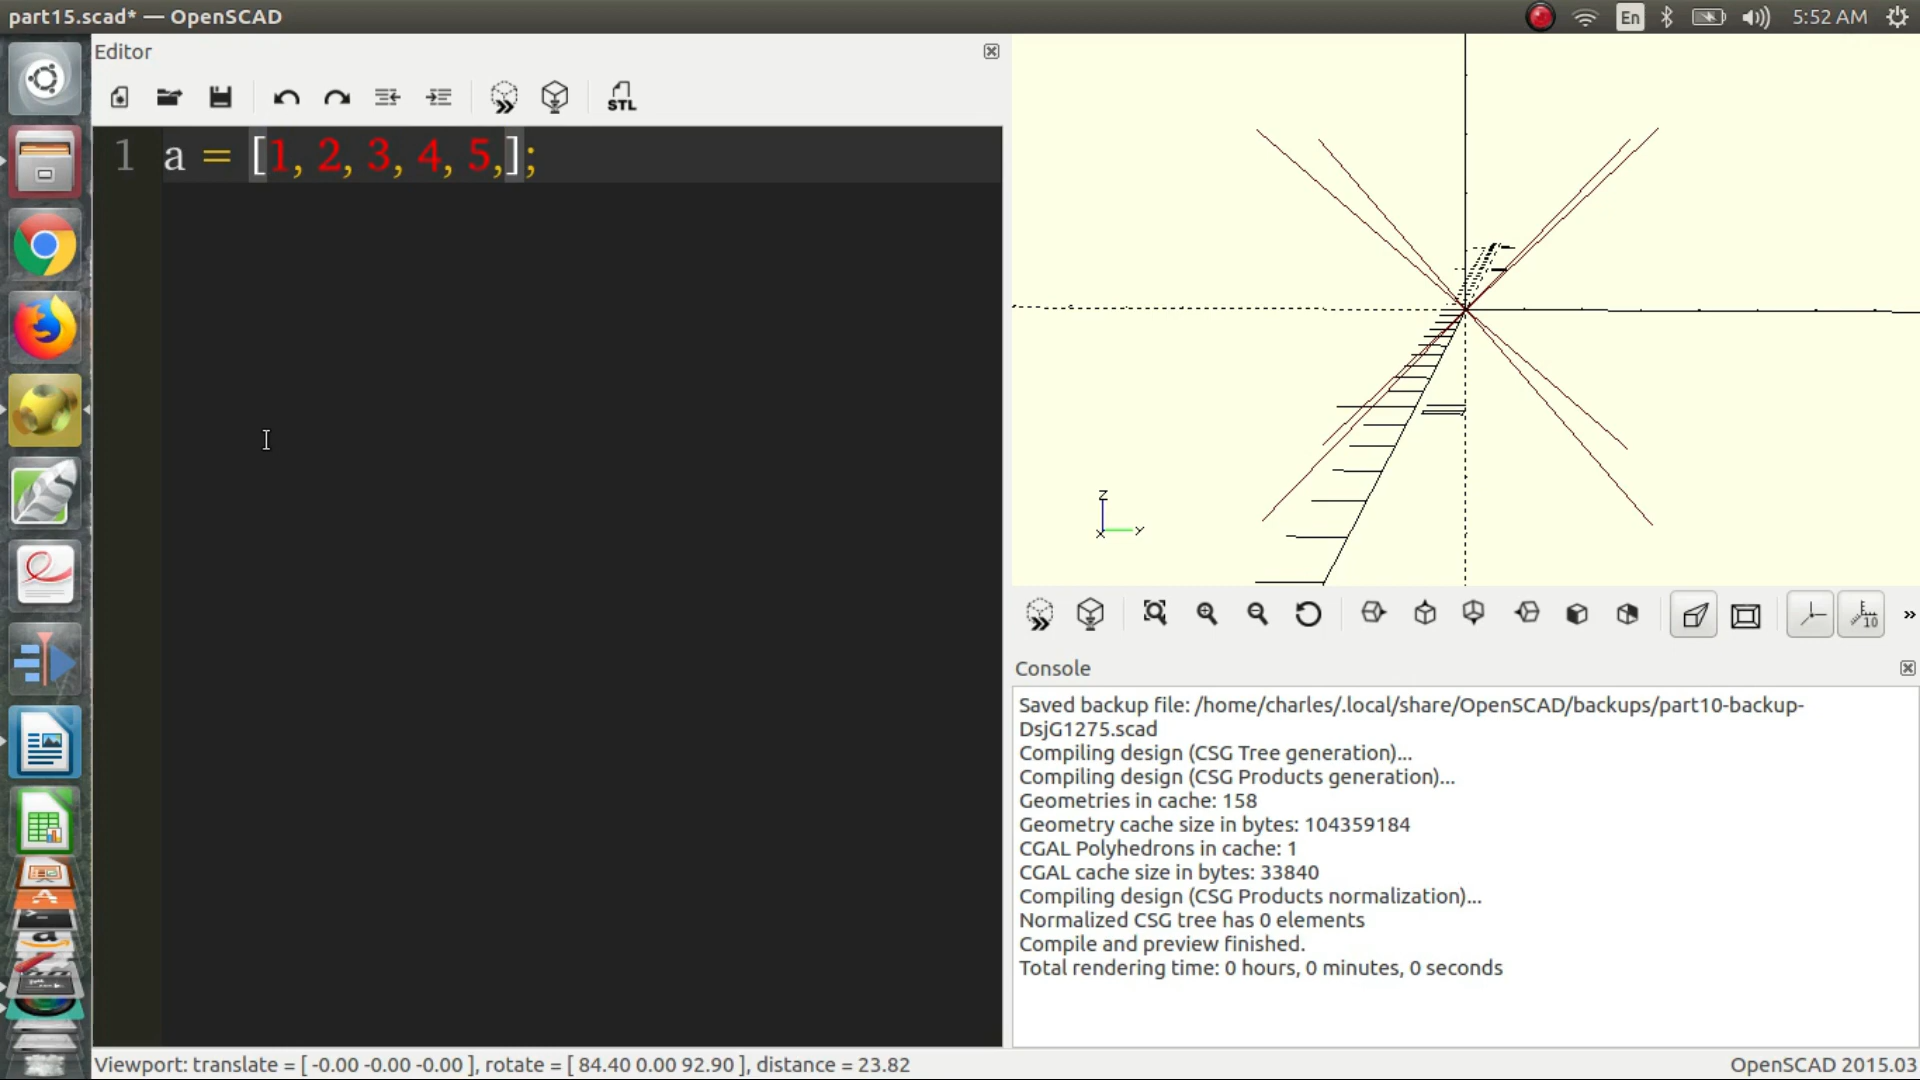 part15.scad* — OpenSCAD
En
5:52 AM
Editor
STL
1 a = [1, 2, 3, 4, 5,];
Z
Y
X
10
»
Console
Saved backup file: /home/charles/.local/share/OpenSCAD/backups/part10-backup-
DsjG1275.scad
Compiling design (CSG Tree generation)...
Compiling design (CSG Products generation)...
Geometries in cache: 158
Geometry cache size in bytes: 104359184
CGAL Polyhedrons in cache: 1
CGAL cache size in bytes: 33840
Compiling design (CSG Products normalization)...
Normalized CSG tree has 0 elements
Compile and preview finished.
Total rendering time: 0 hours, 0 minutes, 0 seconds
Viewport: translate = [ -0.00 -0.00 -0.00 ], rotate = [ 84.40 0.00 92.90 ], distance = 23.82
OpenSCAD 2015.03